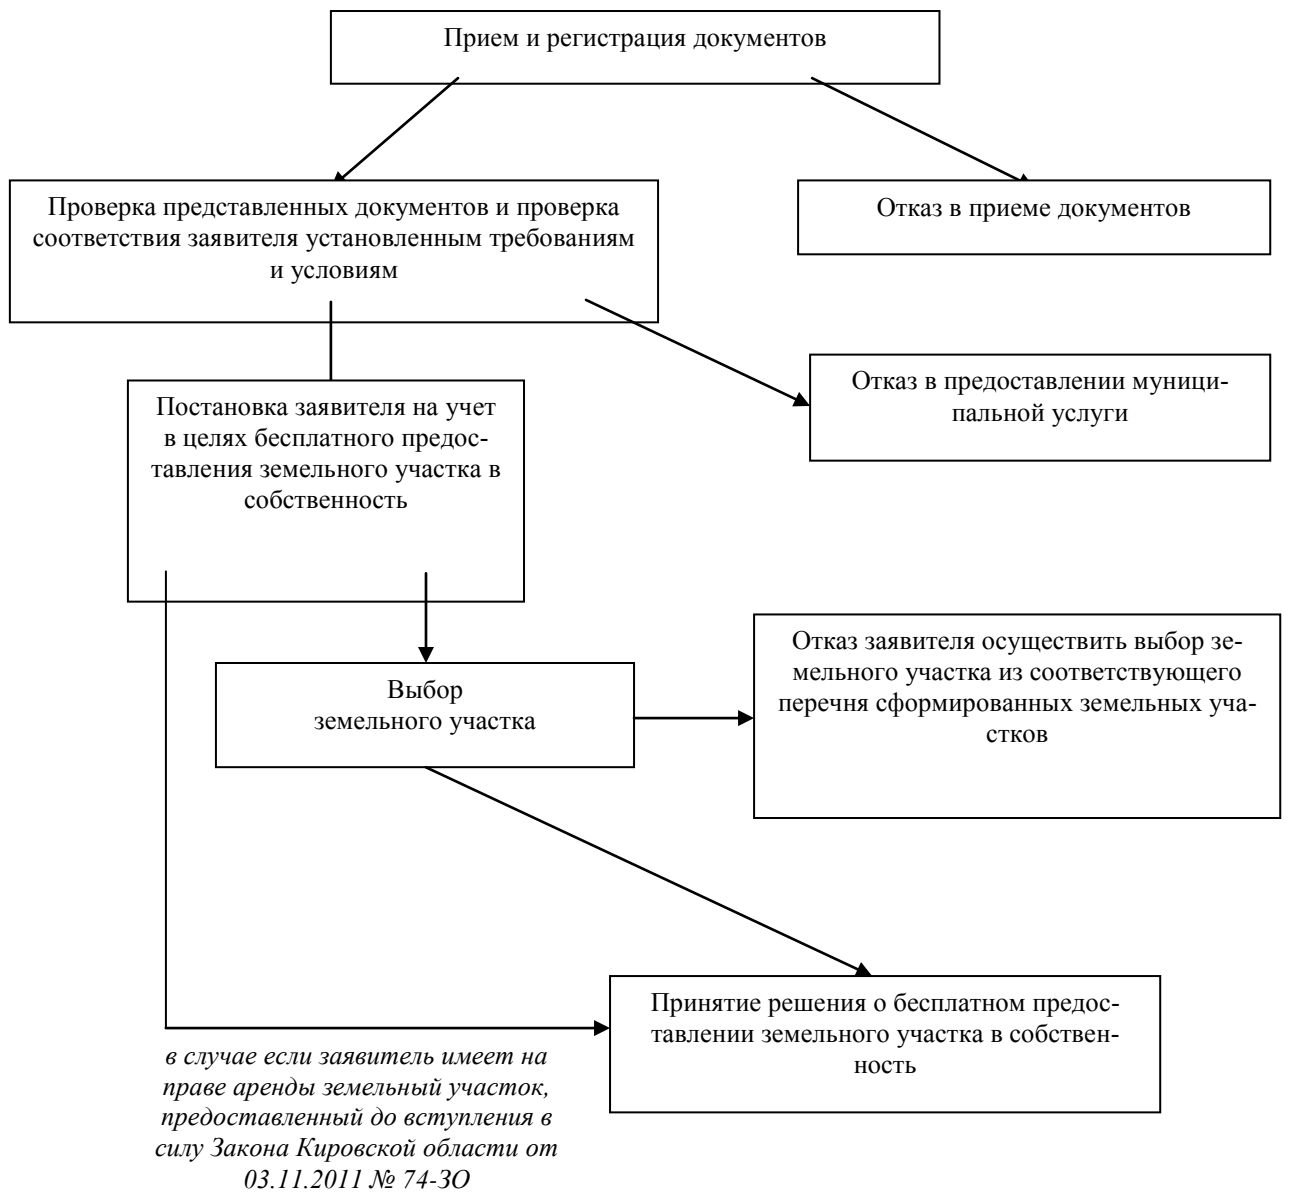 Прием и регистрация документов
Проверка представленных документов и проверка
соответствия заявителя установленным требованиям
и условиям
Отказ в приеме документов
Отказ в предоставлении муници-
пальной услуги
Постановка заявителя на учет
в целях бесплатного предос-
тавления земельного участка в
собственность
Отказ заявителя осуществить выбор зе-
мельного участка из соответствующего
перечня сформированных земельных уча-
стков
Выбор
земельного участка
Принятие решения о бесплатном предос-
тавлении земельного участка в собствен-
ность
в случае если заявитель имеет на
праве аренды земельный участок,
предоставленный до вступления в
силу Закона Кировской области от
03.11.2011 № 74-ЗО